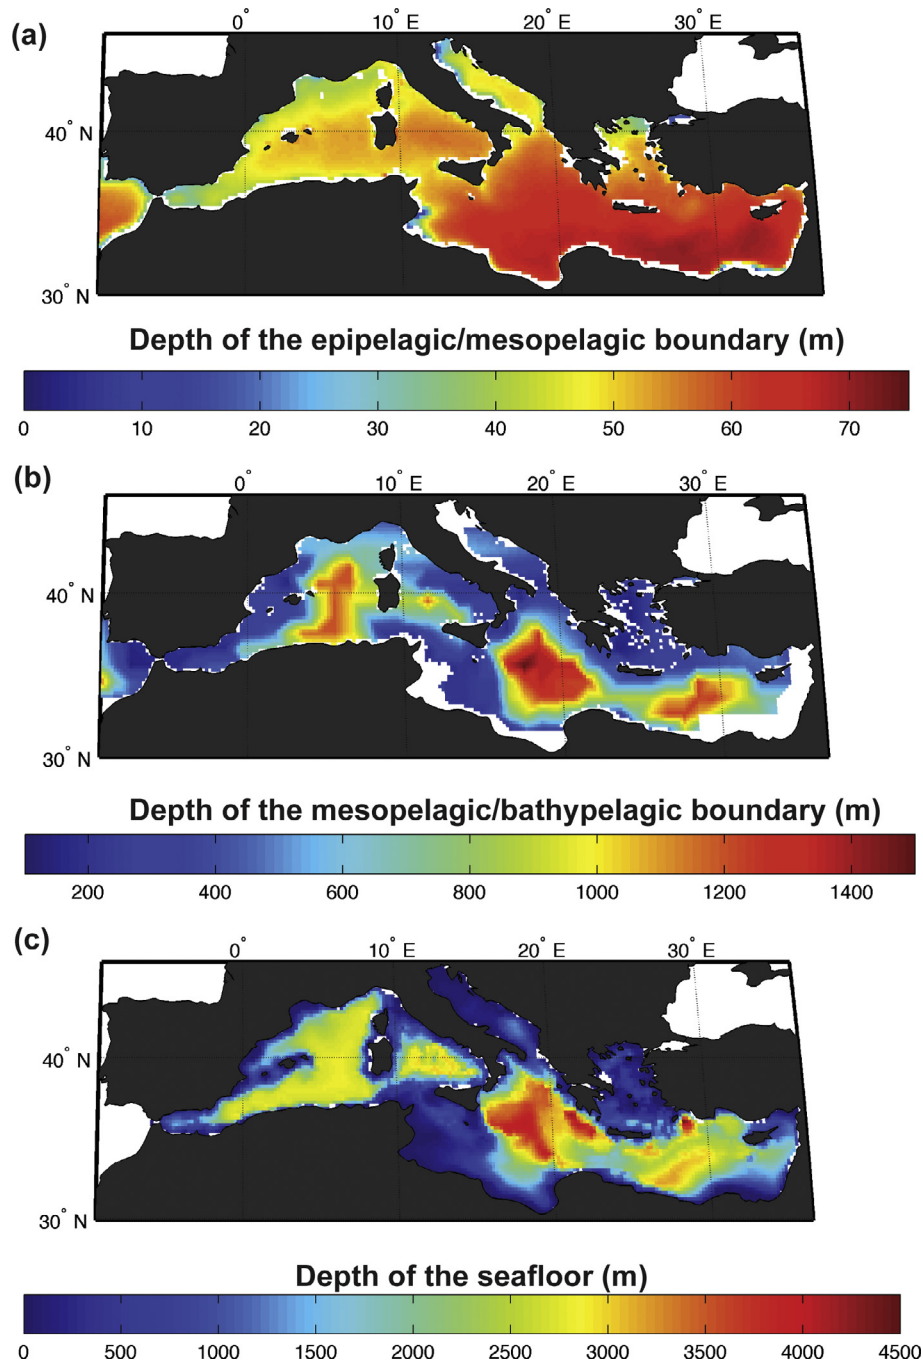 (a)
0° 10° E 20° E 30° E
40° N
30° N
Depth of the epipelagic/mesopelagic boundary (m)
0 10 20 30 40 50 60 70
(b)
0° 10° E 20° E 30° E
40° N
30° N
Depth of the mesopelagic/bathypelagic boundary (m)
200 400 600 800 1000 1200 1400
(c)
0° 10° E 20° E 30° E
40° N
30° N
Depth of the seafloor (m)
0 500 1000 1500 2000 2500 3000 3500 4000 4500